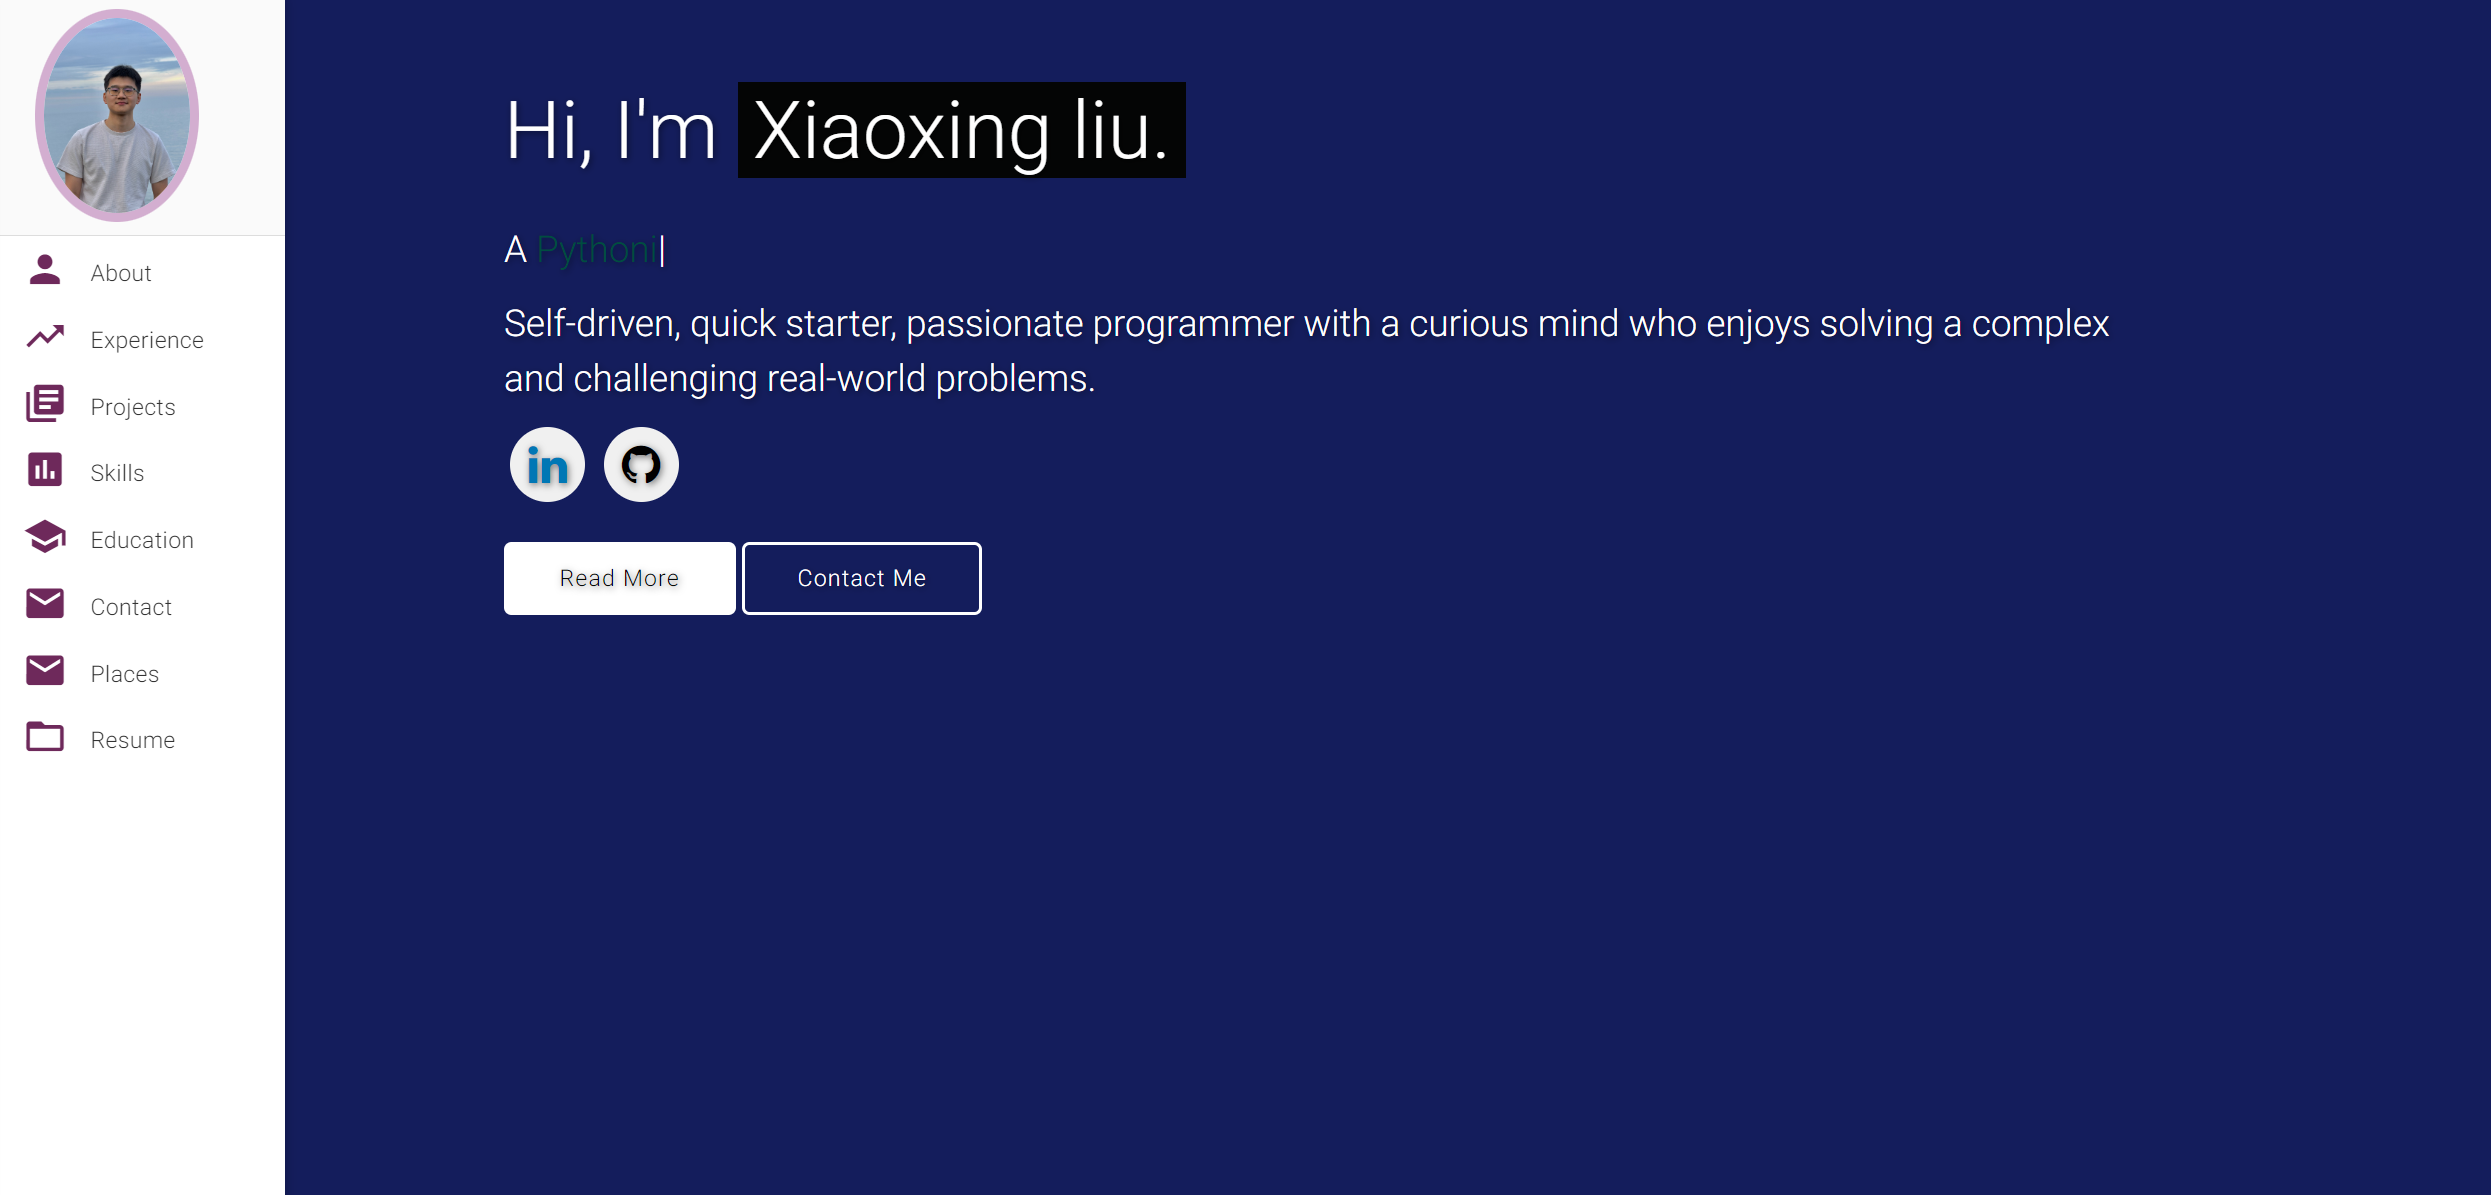 About
Experience
Projects
Skills
Education
Contact
Places
Resume
Hi, I'm Xiaoxing liu.
A Pythoni|
Self-driven, quick starter, passionate programmer with a curious mind who enjoys solving a complex
and challenging real-world problems.
in
Read More
Contact Me